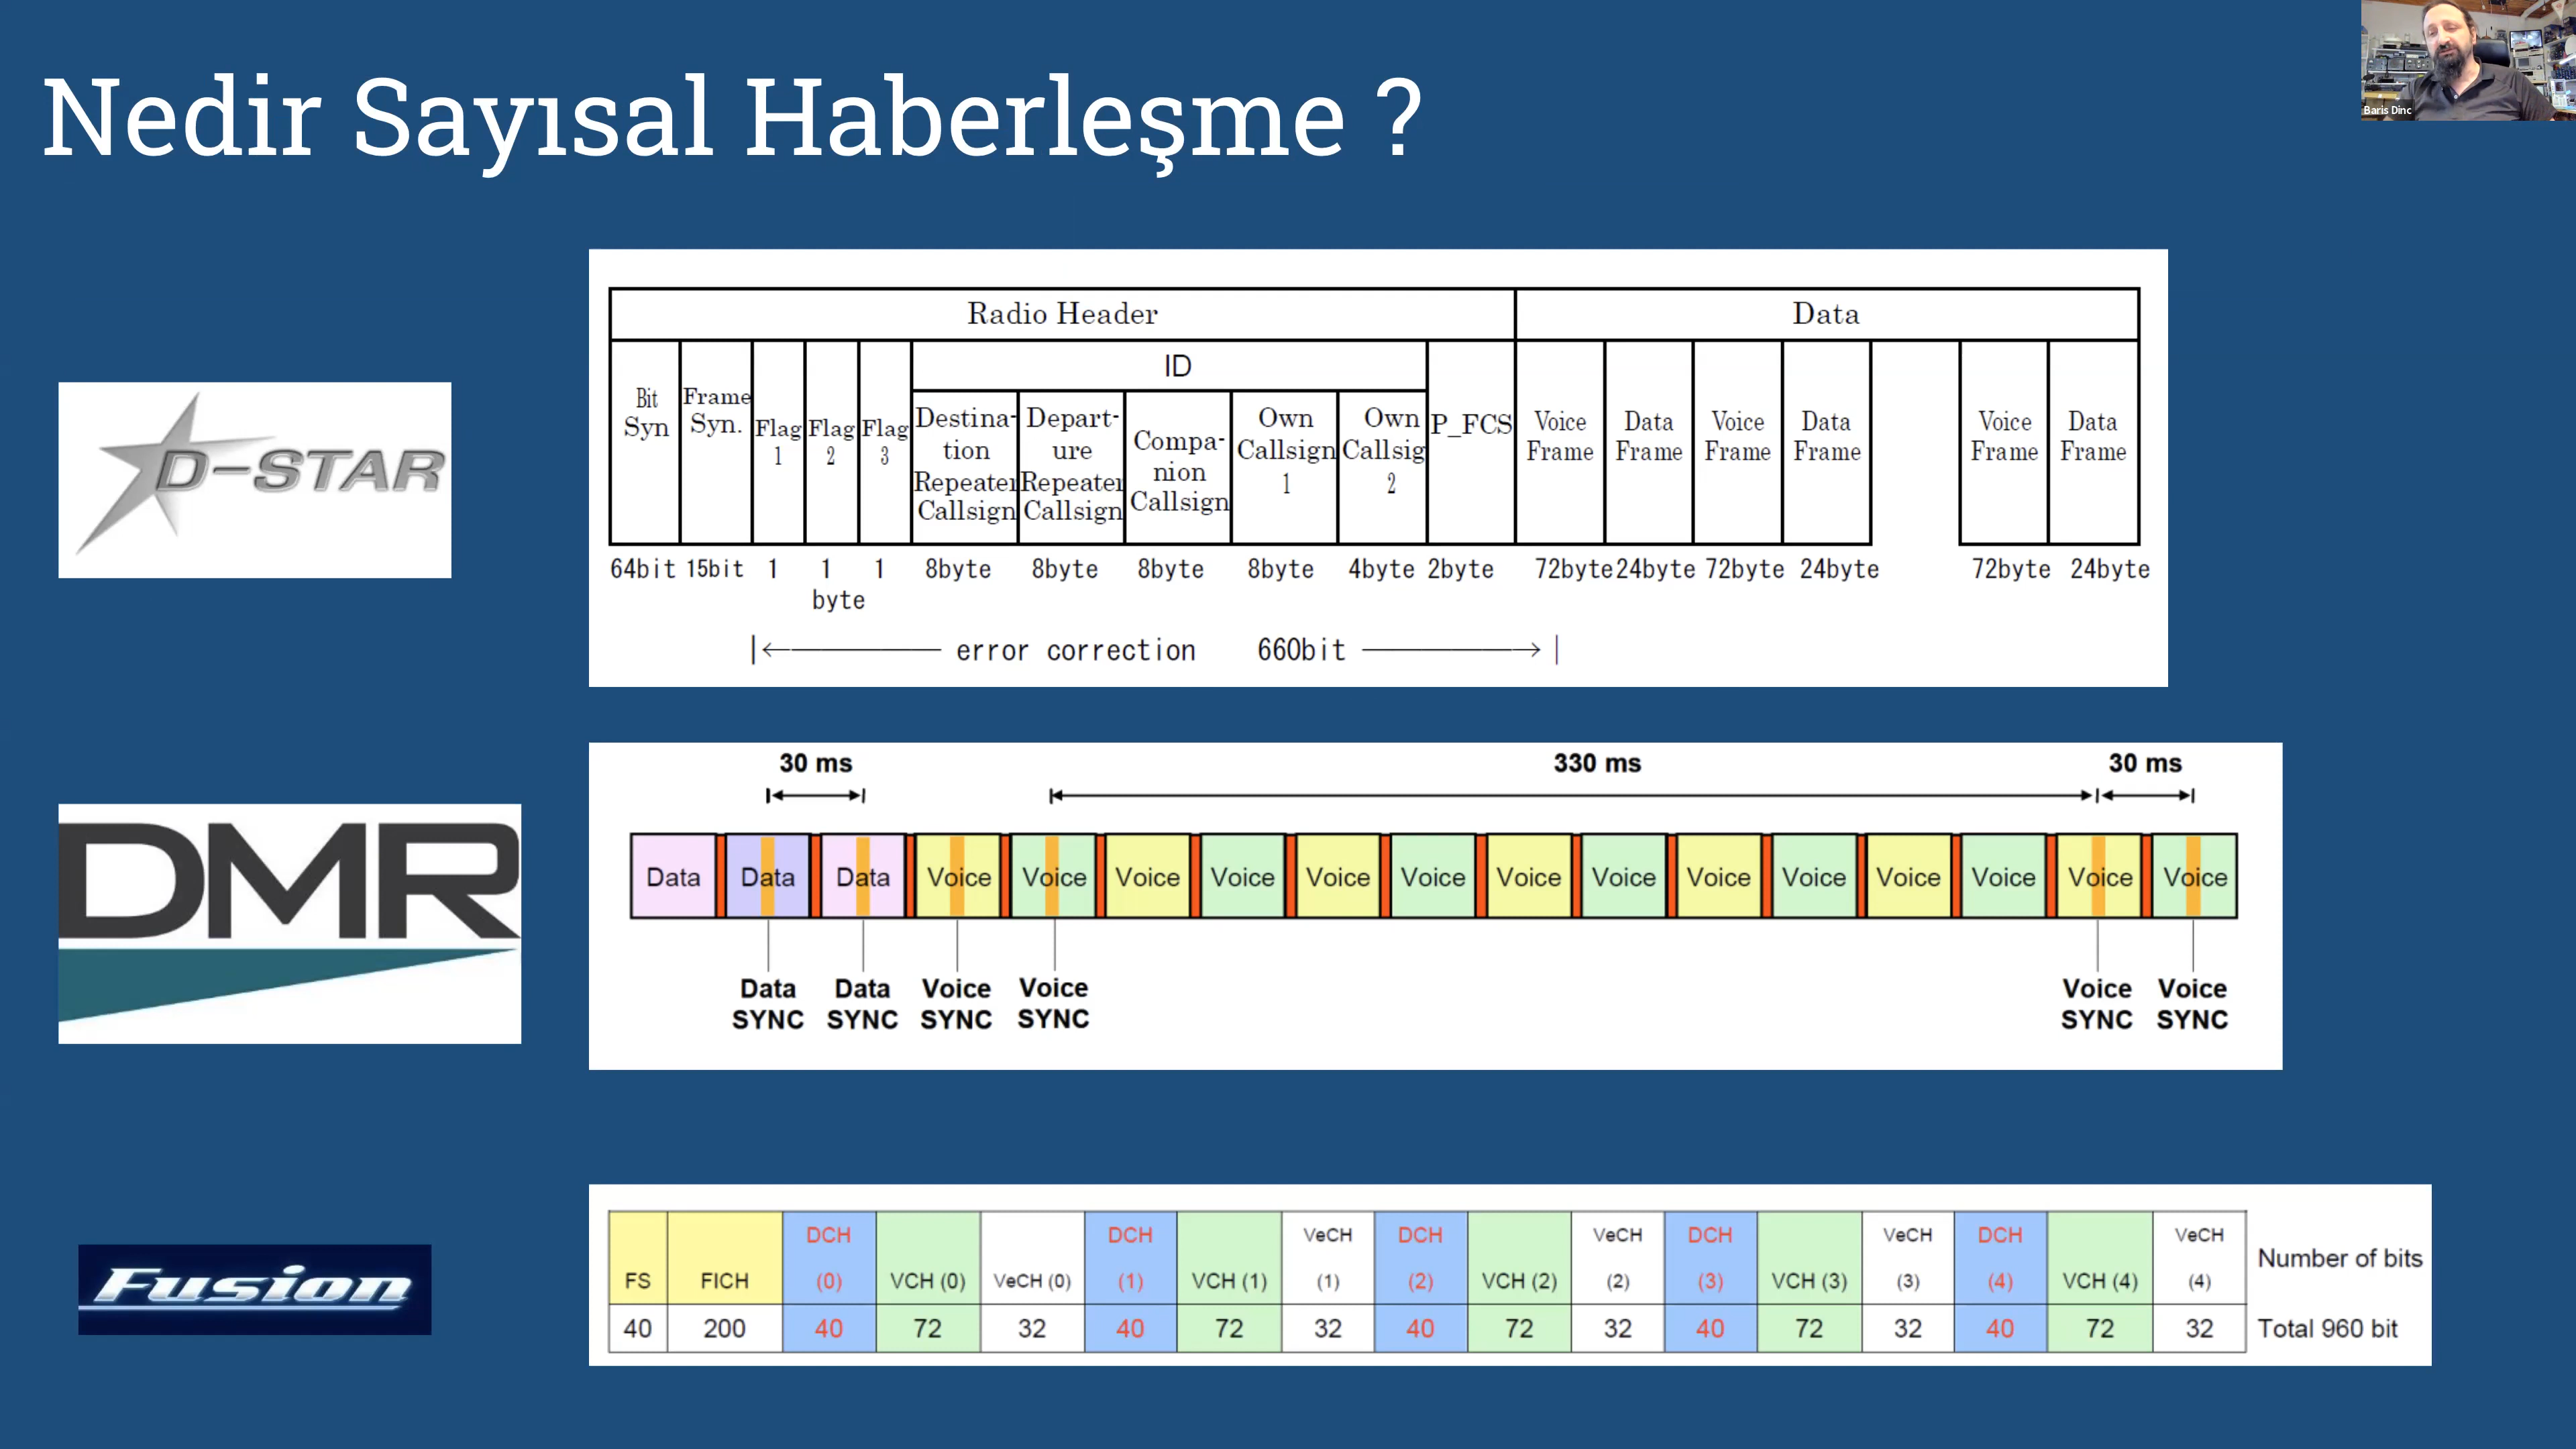 Nedir Sayısal Haberleşme ?
Baris Dinc
D-STAR
Radio Header Data
Bit Syn
Frame Syn.
Flag 1
Flag 2
Flag 3
ID
Destina-tion Repeater Callsign
Depart-ure Repeater Callsign
Compa-nion Callsign
Own Callsign 1
Own Callsig 2
P_FCS
Voice Frame
Data Frame
Voice Frame
Data Frame
Voice Frame
Data Frame
64bit 15bit 1 1 1 8byte 8byte 8byte 8byte 4byte 2byte 72byte 24byte 72byte 24byte 72byte 24byte
byte
error correction 660bit
DMR
30 ms 330 ms 30 ms
Data Data Data Voice Voice Voice Voice Voice Voice Voice Voice Voice Voice Voice Voice Voice Voice
Data SYNC
Data SYNC
Voice SYNC
Voice SYNC
Voice SYNC
Voice SYNC
Fusion
FS FICH DCH (0) VCH (0) VeCH (0) DCH (1) VCH (1) VeCH (1) DCH (2) VCH (2) VeCH (2) DCH (3) VCH (3) VeCH (3) DCH (4) VCH (4) VeCH (4) Number of bits
40 200 40 72 32 40 72 32 40 72 32 40 72 32 40 72 32 Total 960 bit